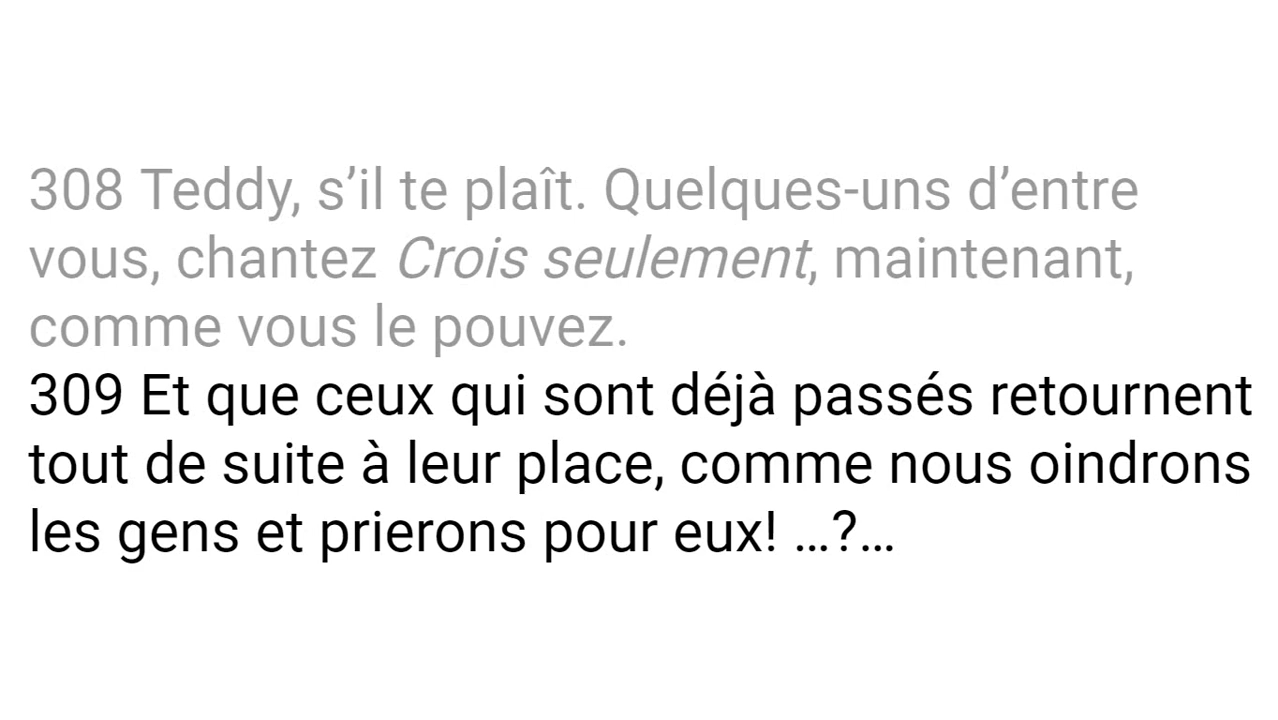 308 Teddy, s’il te plaît. Quelques-uns d’entre
vous, chantez Crois seulement, maintenant,
comme vous le pouvez.
309 Et que ceux qui sont déjà passés retournent
tout de suite à leur place, comme nous oindrons
les gens et prierons pour eux! …?…